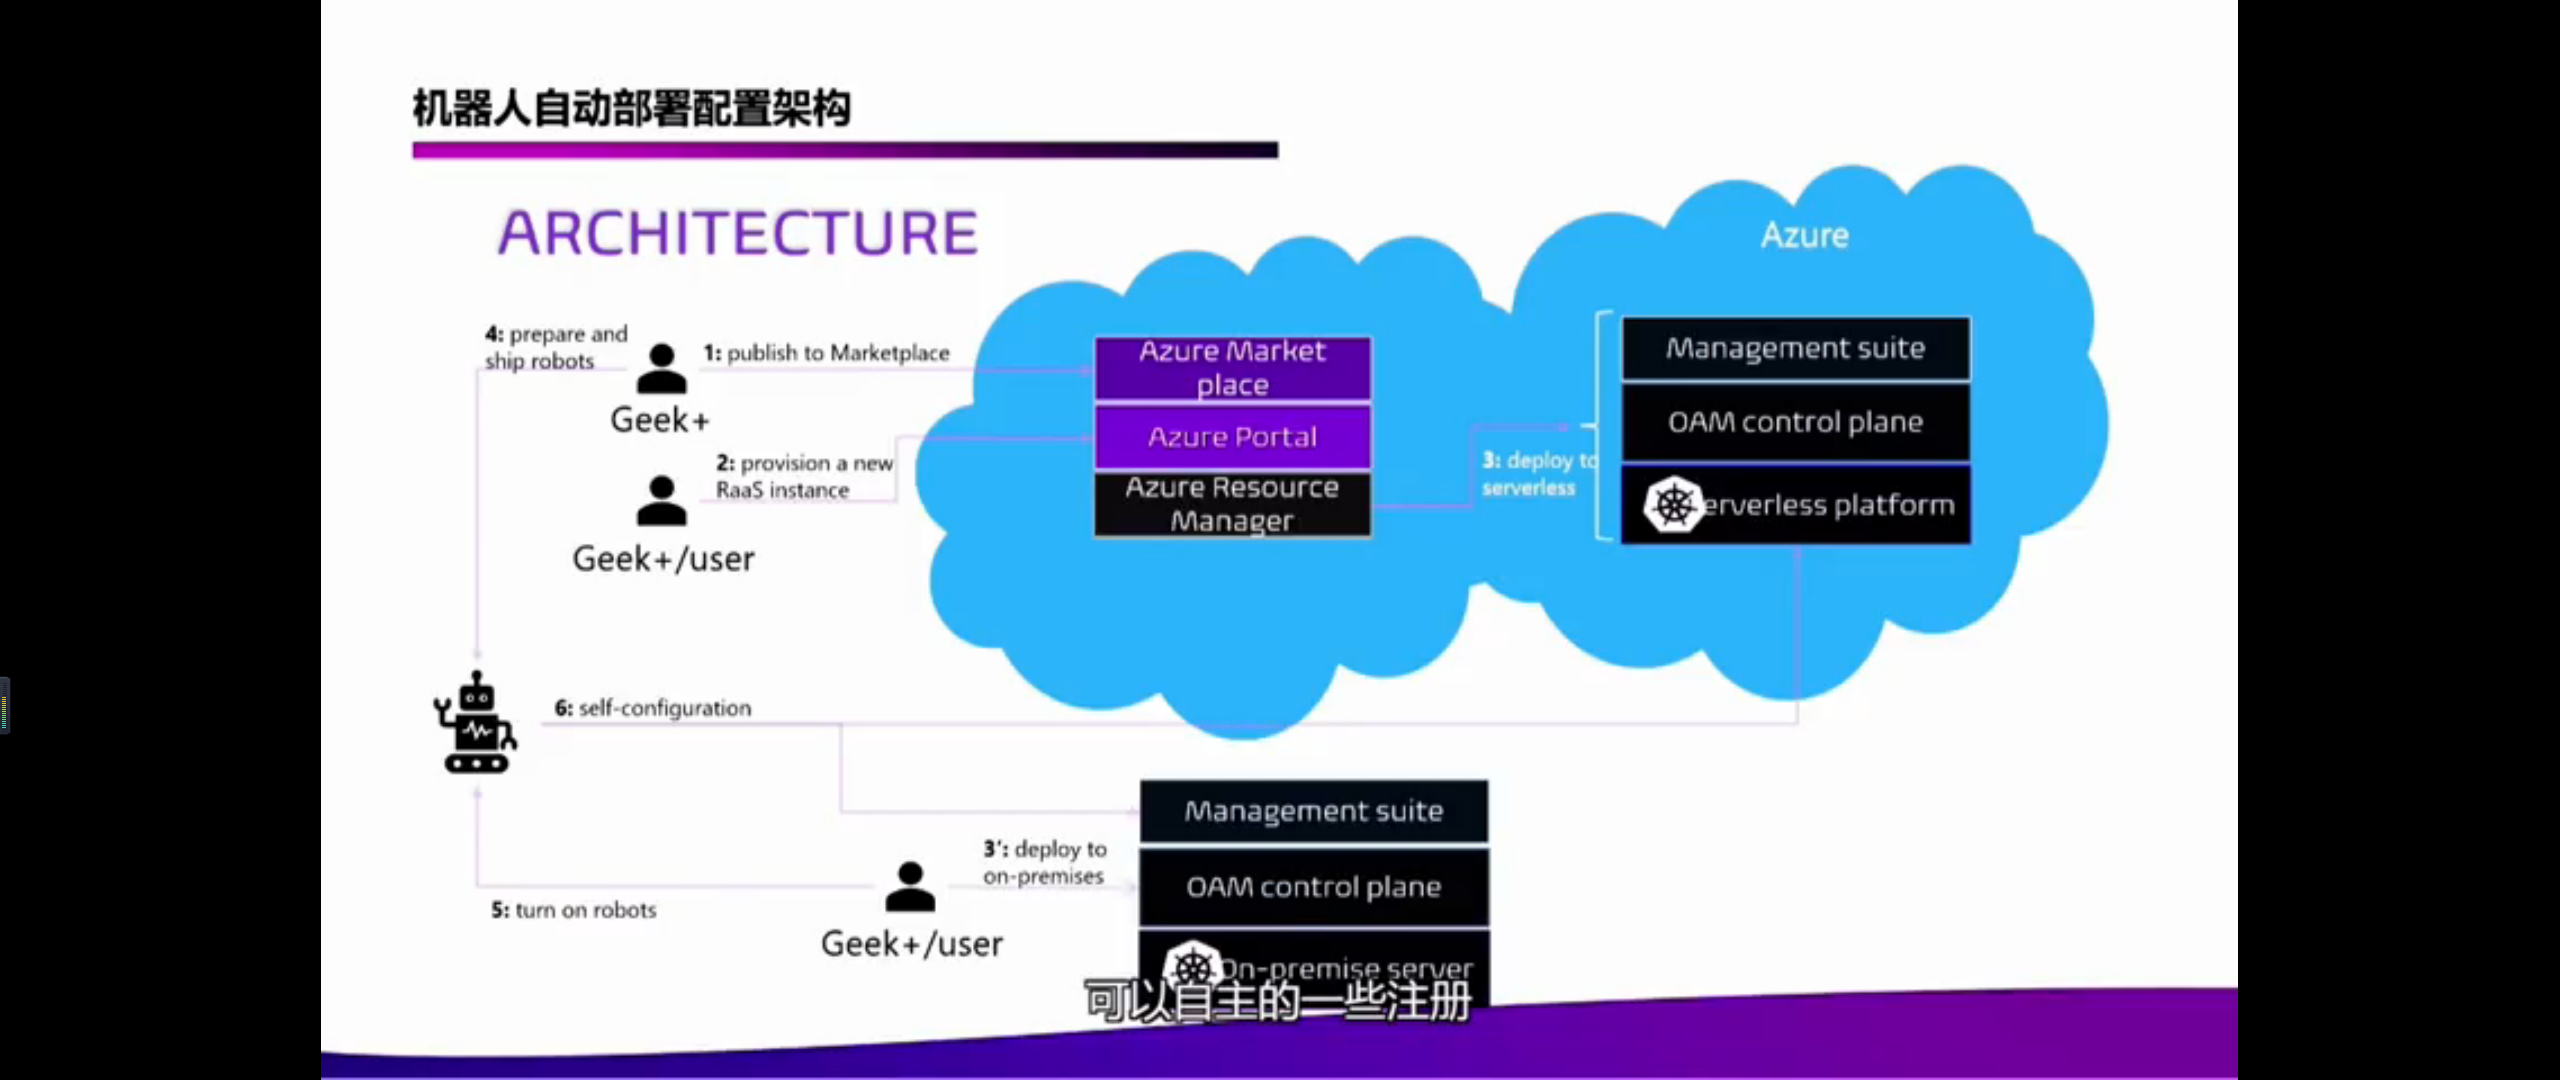 机器人自动部署配置架构
ARCHITECTURE
Azure
4: prepare and
ship robots
1: publish to Marketplace
Geek+
2: provision a new
RaaS instance
Geek+/user
Azure Market
place
Azure Portal
Azure Resource
Manager
3: deploy to
serverless
Management suite
OAM control plane
erverless platform
6: self-configuration
5: turn on robots
3': deploy to
on-premises
Geek+/user
Management suite
OAM control plane
On-premise server
可以自主的一些注册